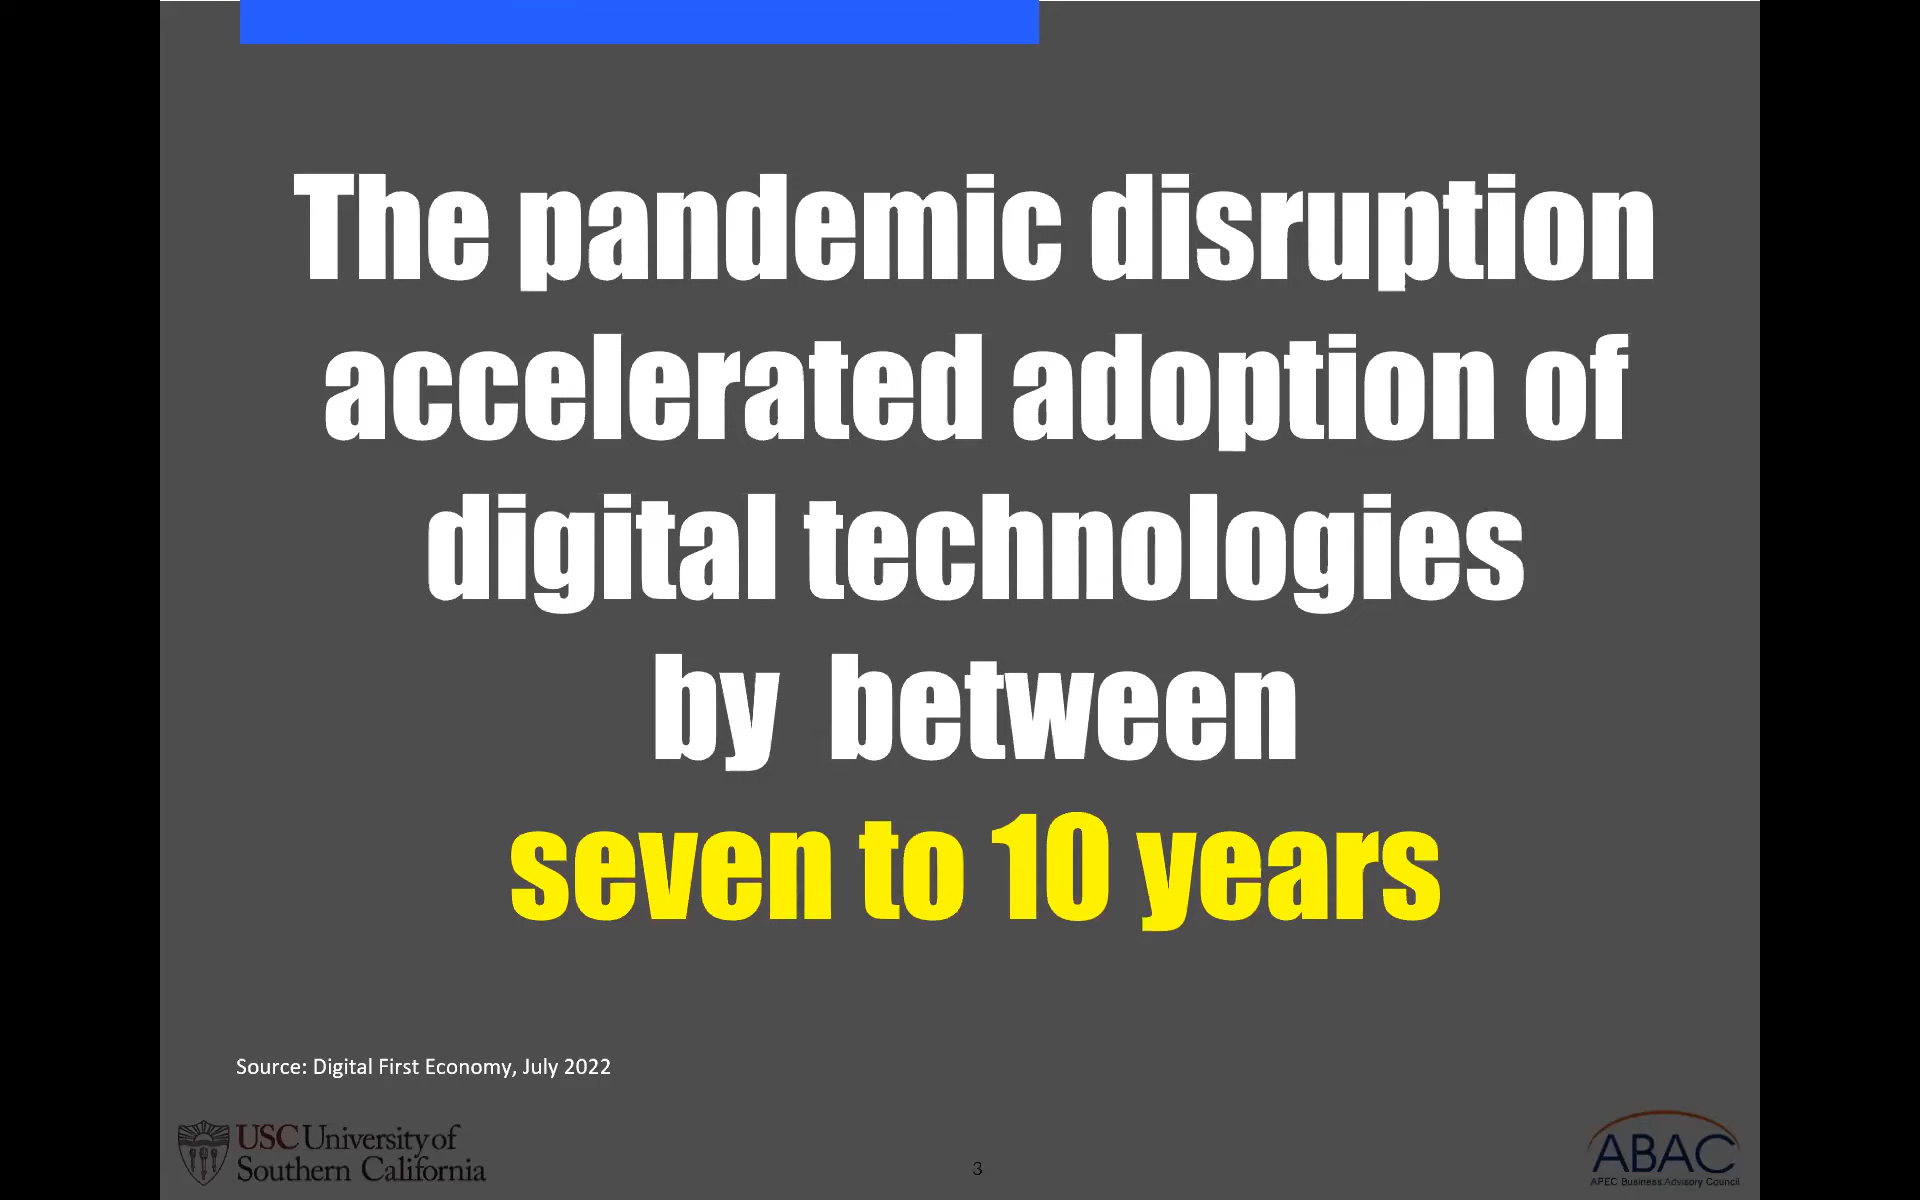 The pandemic disruption
accelerated adoption of
digital technologies
by  between
seven to 10 years
Source: Digital First Economy, July 2022
USC University of
Southern California
3
ABAC
APEC Business Advisory Council